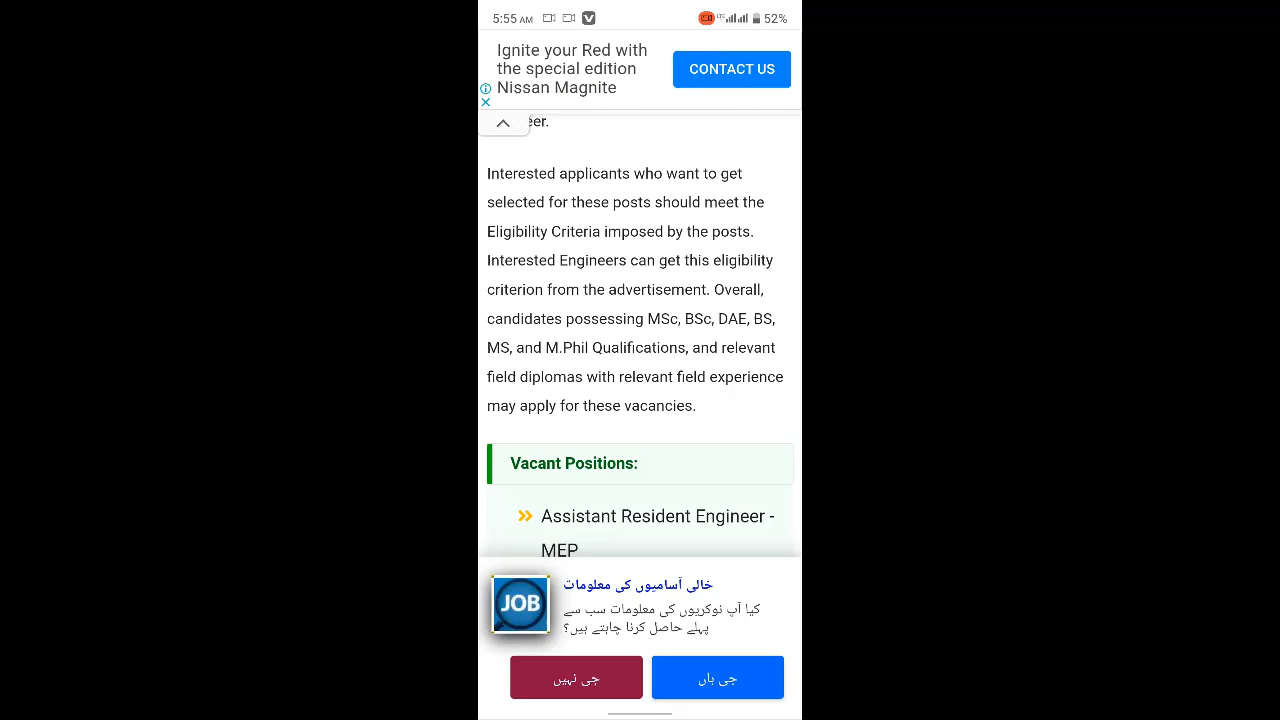 5:55 AM
52%
Ignite your Red with
the special edition
Nissan Magnite
CONTACT US
eer.
Interested applicants who want to get
selected for these posts should meet the
Eligibility Criteria imposed by the posts.
Interested Engineers can get this eligibility
criterion from the advertisement. Overall,
candidates possessing MSc, BSc, DAE, BS,
MS, and M.Phil Qualifications, and relevant
field diplomas with relevant field experience
may apply for these vacancies.
Vacant Positions:
Assistant Resident Engineer -
MEP
JOB
خالی آسامیوں کی معلومات
کیا آپ نوکریوں کی معلومات سب سے
پہلے حاصل کرنا چاہتے ہیں؟
جی نہیں
جی ہاں